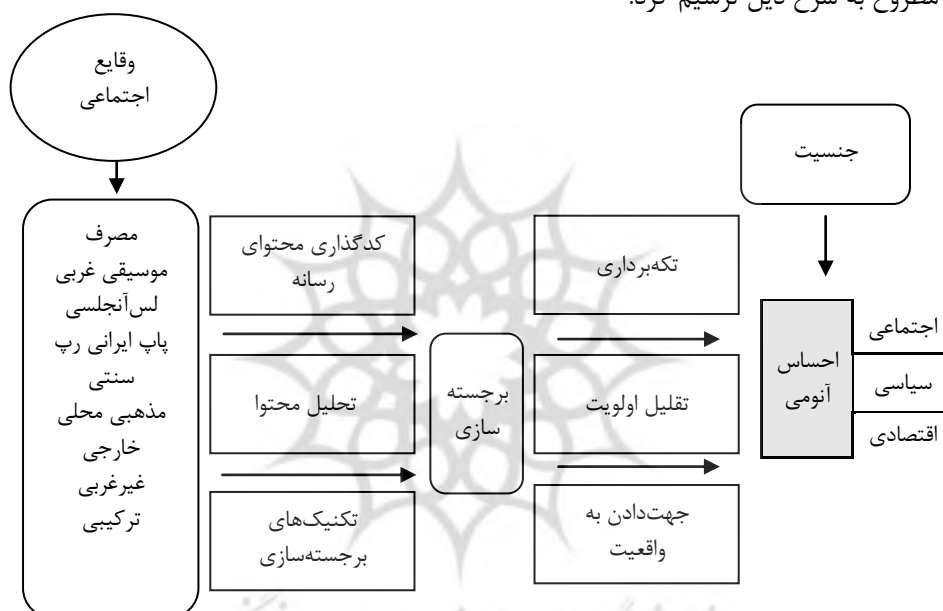 مطروح به شرح ذیل ترسیم کرد:
وقایع
اجتماعی
جنسیت
مصرف
موسیقی غربی
لس‌آنجلسی
پاپ ایرانی رپ
سنتی
مذهبی محلی
خارجی
غیرغربی
ترکیبی
کدگذاری محتوای
رسانه
تحلیل محتوا
تکنیک‌های
برجسته‌سازی
برجسته
سازی
تکه‌برداری
تقلیل اولویت
جهت‌دادن به
واقعیت
احساس
آنومی
اجتماعی
سیاسی
اقتصادی